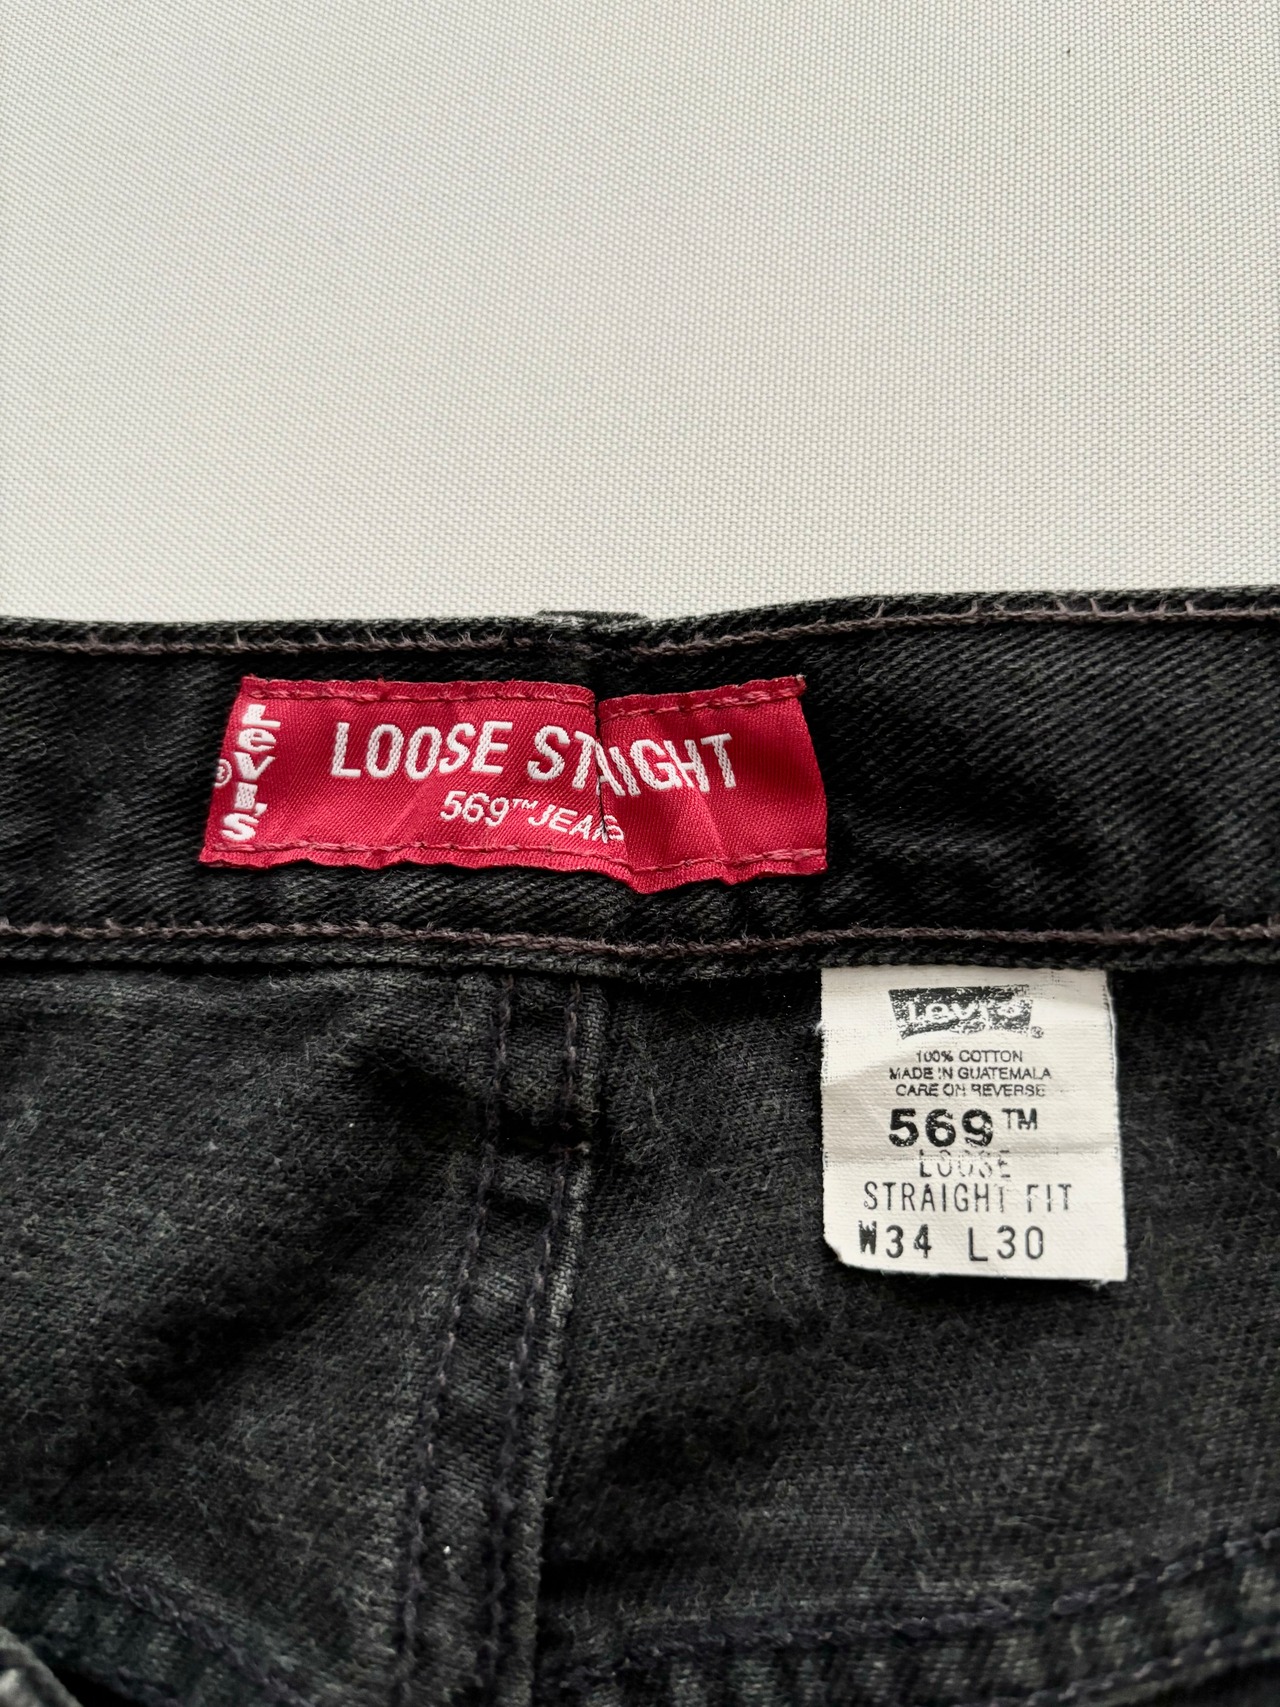 LEVI'S
®
LOOSE STAIGHT
569™ JEANS
Levi's
®
100% COTTON
MADE IN GUATEMALA
CARE ON REVERSE
569™
LOOSE
STRAIGHT FIT
W34 L30